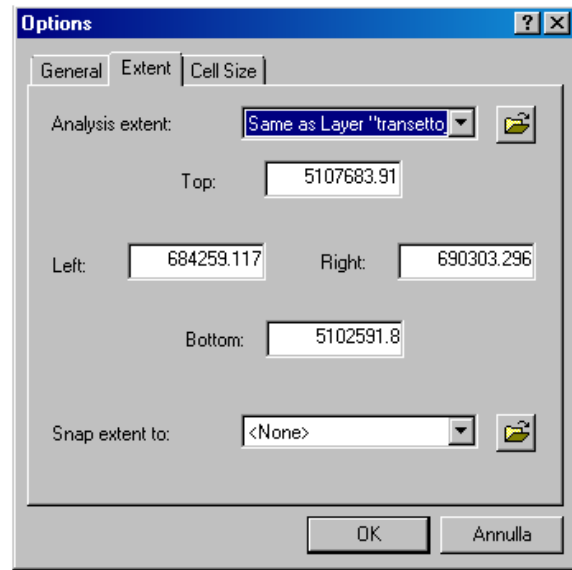 Options
General Extent Cell Size
Analysis extent: Same as Layer "transetto_
Top: 5107683.91
Left: 684259.117 Right: 690303.296
Bottom: 5102591.8
Snap extent to: <None>
OK Annulla